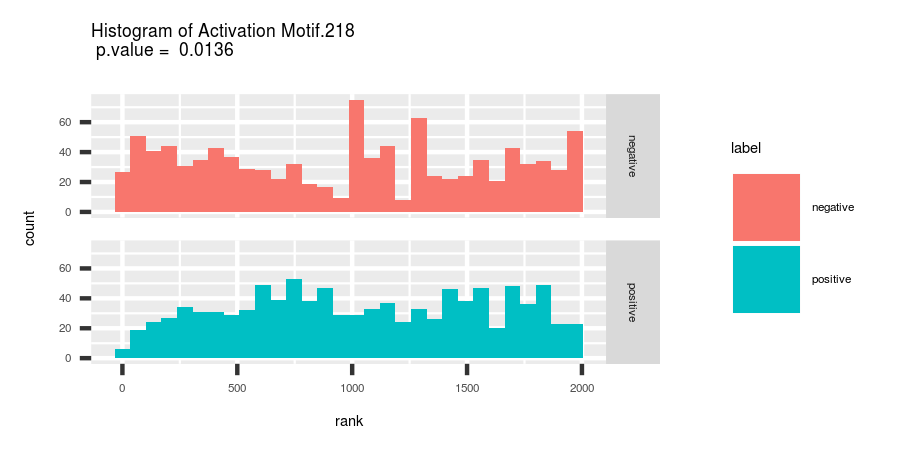 Histogram of Activation Motif.218
p.value = 0.0136
count
60
40
20
0
negative
60
40
20
0
positive
0
500
1000
1500
2000
rank
label
negative
positive